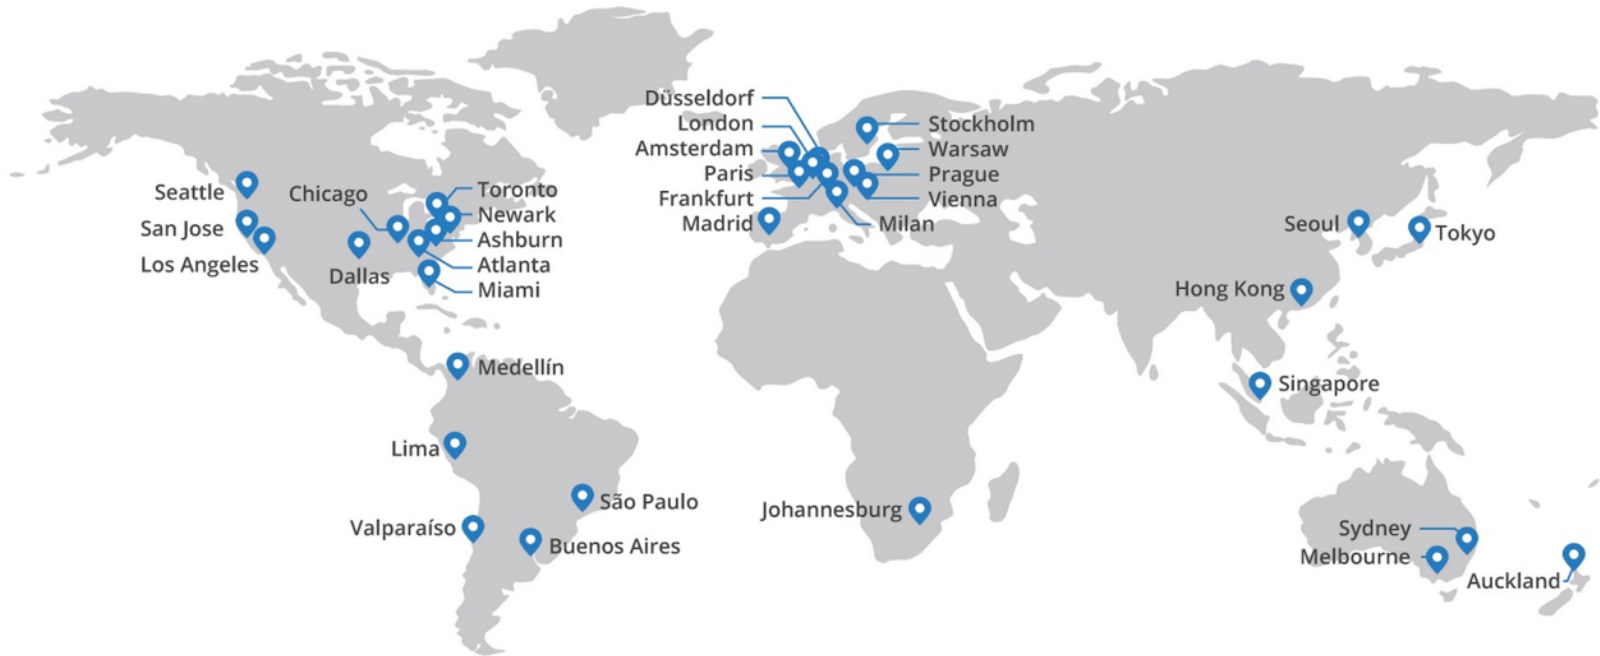 Düsseldorf
London
Amsterdam
Paris
Frankfurt
Madrid
Stockholm
Warsaw
Prague
Vienna
Milan
Seattle
San Jose
Los Angeles
Chicago
Dallas
Toronto
Newark
Ashburn
Atlanta
Miami
Medellín
Lima
São Paulo
Valparaíso
Buenos Aires
Johannesburg
Seoul
Tokyo
Hong Kong
Singapore
Sydney
Melbourne
Auckland